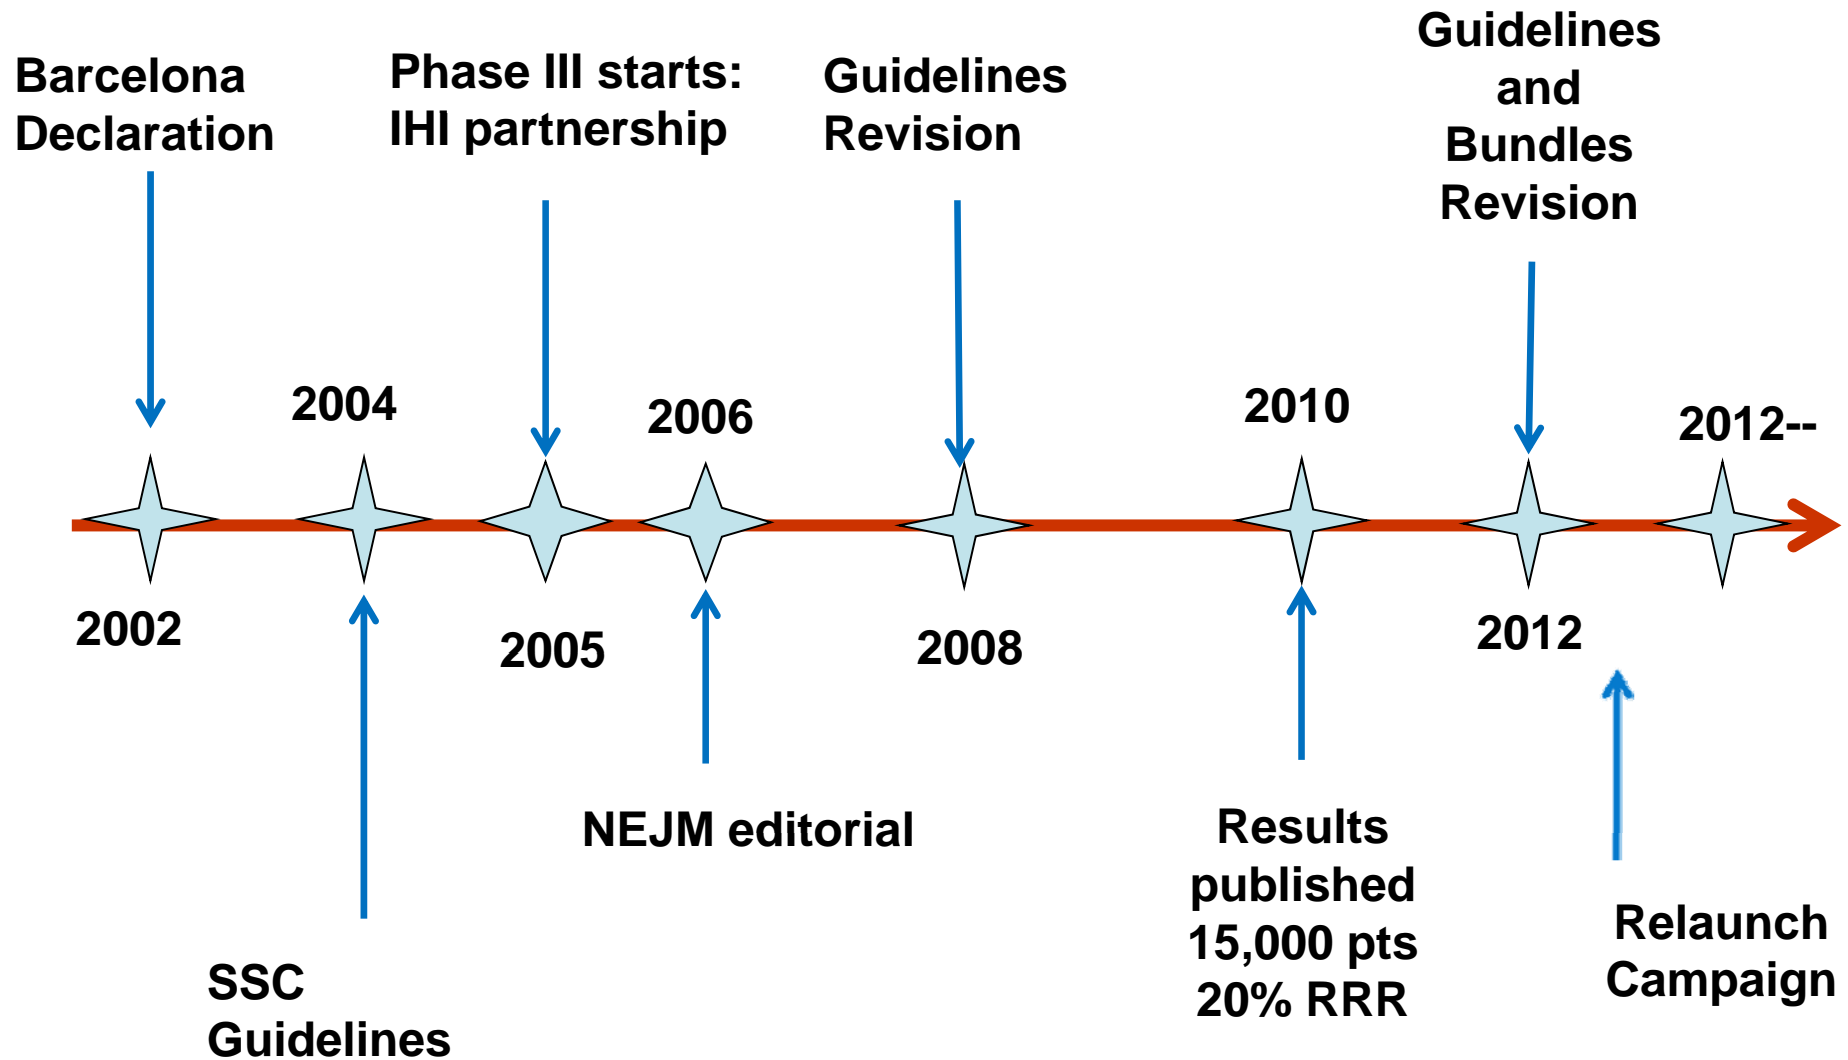 Barcelona
Declaration
Phase III starts:
IHI partnership
Guidelines
Revision
Guidelines
and
Bundles
Revision
2004
2006
2010
2012--
2002
2005
2008
2012
NEJM editorial
SSC
Guidelines
Results
published
15,000 pts
20% RRR
Relaunch
Campaign